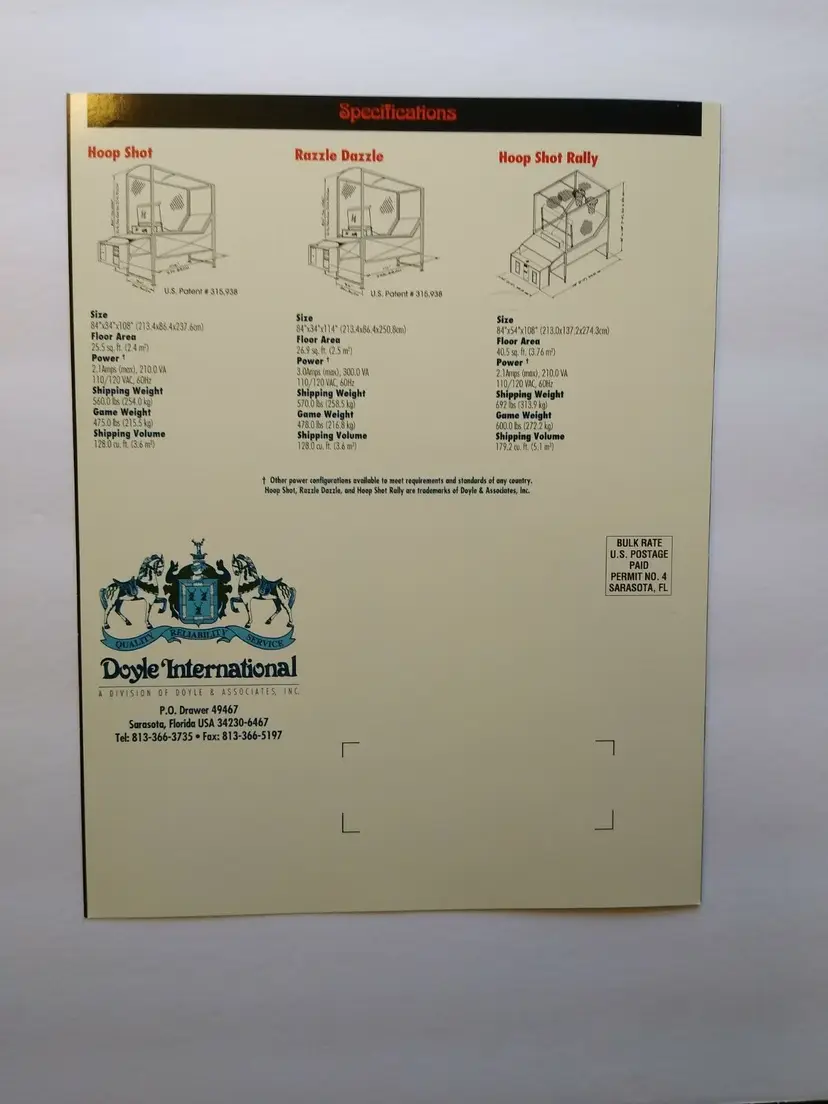 Specifications
Hoop Shot
U.S. Patent # 315,938
Size
84"x34"x108" (213.4x86.4x237.6cm)
Floor Area
25.5 sq. ft. (2.4 m²)
Power †
2.1Amps (max), 210.0 VA
110/120 VAC, 60Hz
Shipping Weight
560.0 lbs (254.0 kg)
Game Weight
475.0 lbs (215.5 kg)
Shipping Volume
128.0 cu. ft. (3.6 m³)
Razzle Dazzle
U.S. Patent # 315,938
Size
84"x34"x114" (213.4x86.4x250.8cm)
Floor Area
26.9 sq. ft. (2.5 m²)
Power †
3.0Amps (max), 300.0 VA
110/120 VAC, 60Hz
Shipping Weight
570.0 lbs (258.5 kg)
Game Weight
478.0 lbs (216.8 kg)
Shipping Volume
128.0 cu. ft. (3.6 m³)
Hoop Shot Rally
Size
84"x54"x108" (213.0x137.2x274.3cm)
Floor Area
40.5 sq. ft. (3.76 m²)
Power †
2.1Amps (max), 210.0 VA
110/120 VAC, 60Hz
Shipping Weight
692 lbs (313.9 kg)
Game Weight
600.0 lbs (272.2 kg)
Shipping Volume
179.2 cu. ft. (5.1 m³)
† Other power configurations available to meet requirements and standards of any country.
Hoop Shot, Razzle Dazzle, and Hoop Shot Rally are trademarks of Doyle & Associates, Inc.
BULK RATE
U.S. POSTAGE
PAID
PERMIT NO. 4
SARASOTA, FL
QUALITY RELIABILITY SERVICE
Doyle International
A DIVISION OF DOYLE & ASSOCIATES, INC.
P.O. Drawer 49467
Sarasota, Florida USA 34230-6467
Tel: 813-366-3735 • Fax: 813-366-5197